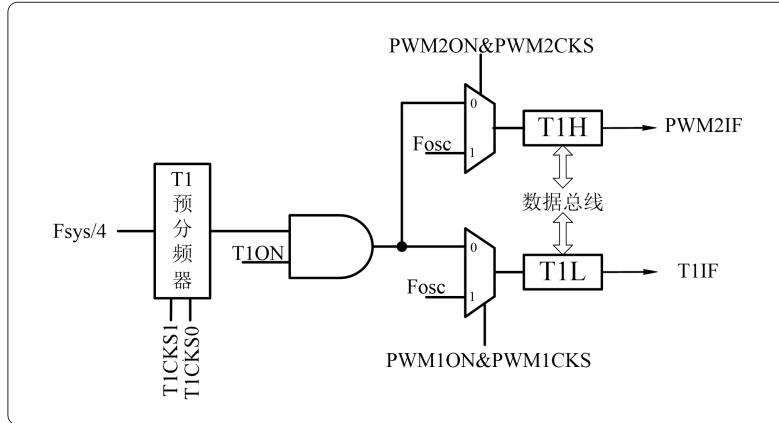 PWM2ON&PWM2CKS
0
T1H
PWM2IF
Fosc
1
T1
预
分
频
器
数据总线
Fsys/4
T1ON
0
T1L
T1IF
Fosc
1
T1CKS1
T1CKS0
PWM1ON&PWM1CKS